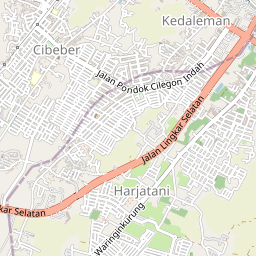 Kedaleman
Cibeber
Jalan Pondok Cilegon Indah
Jalan Lingkar Selatan
Harjatani
kar Selatan
Waringinkurung